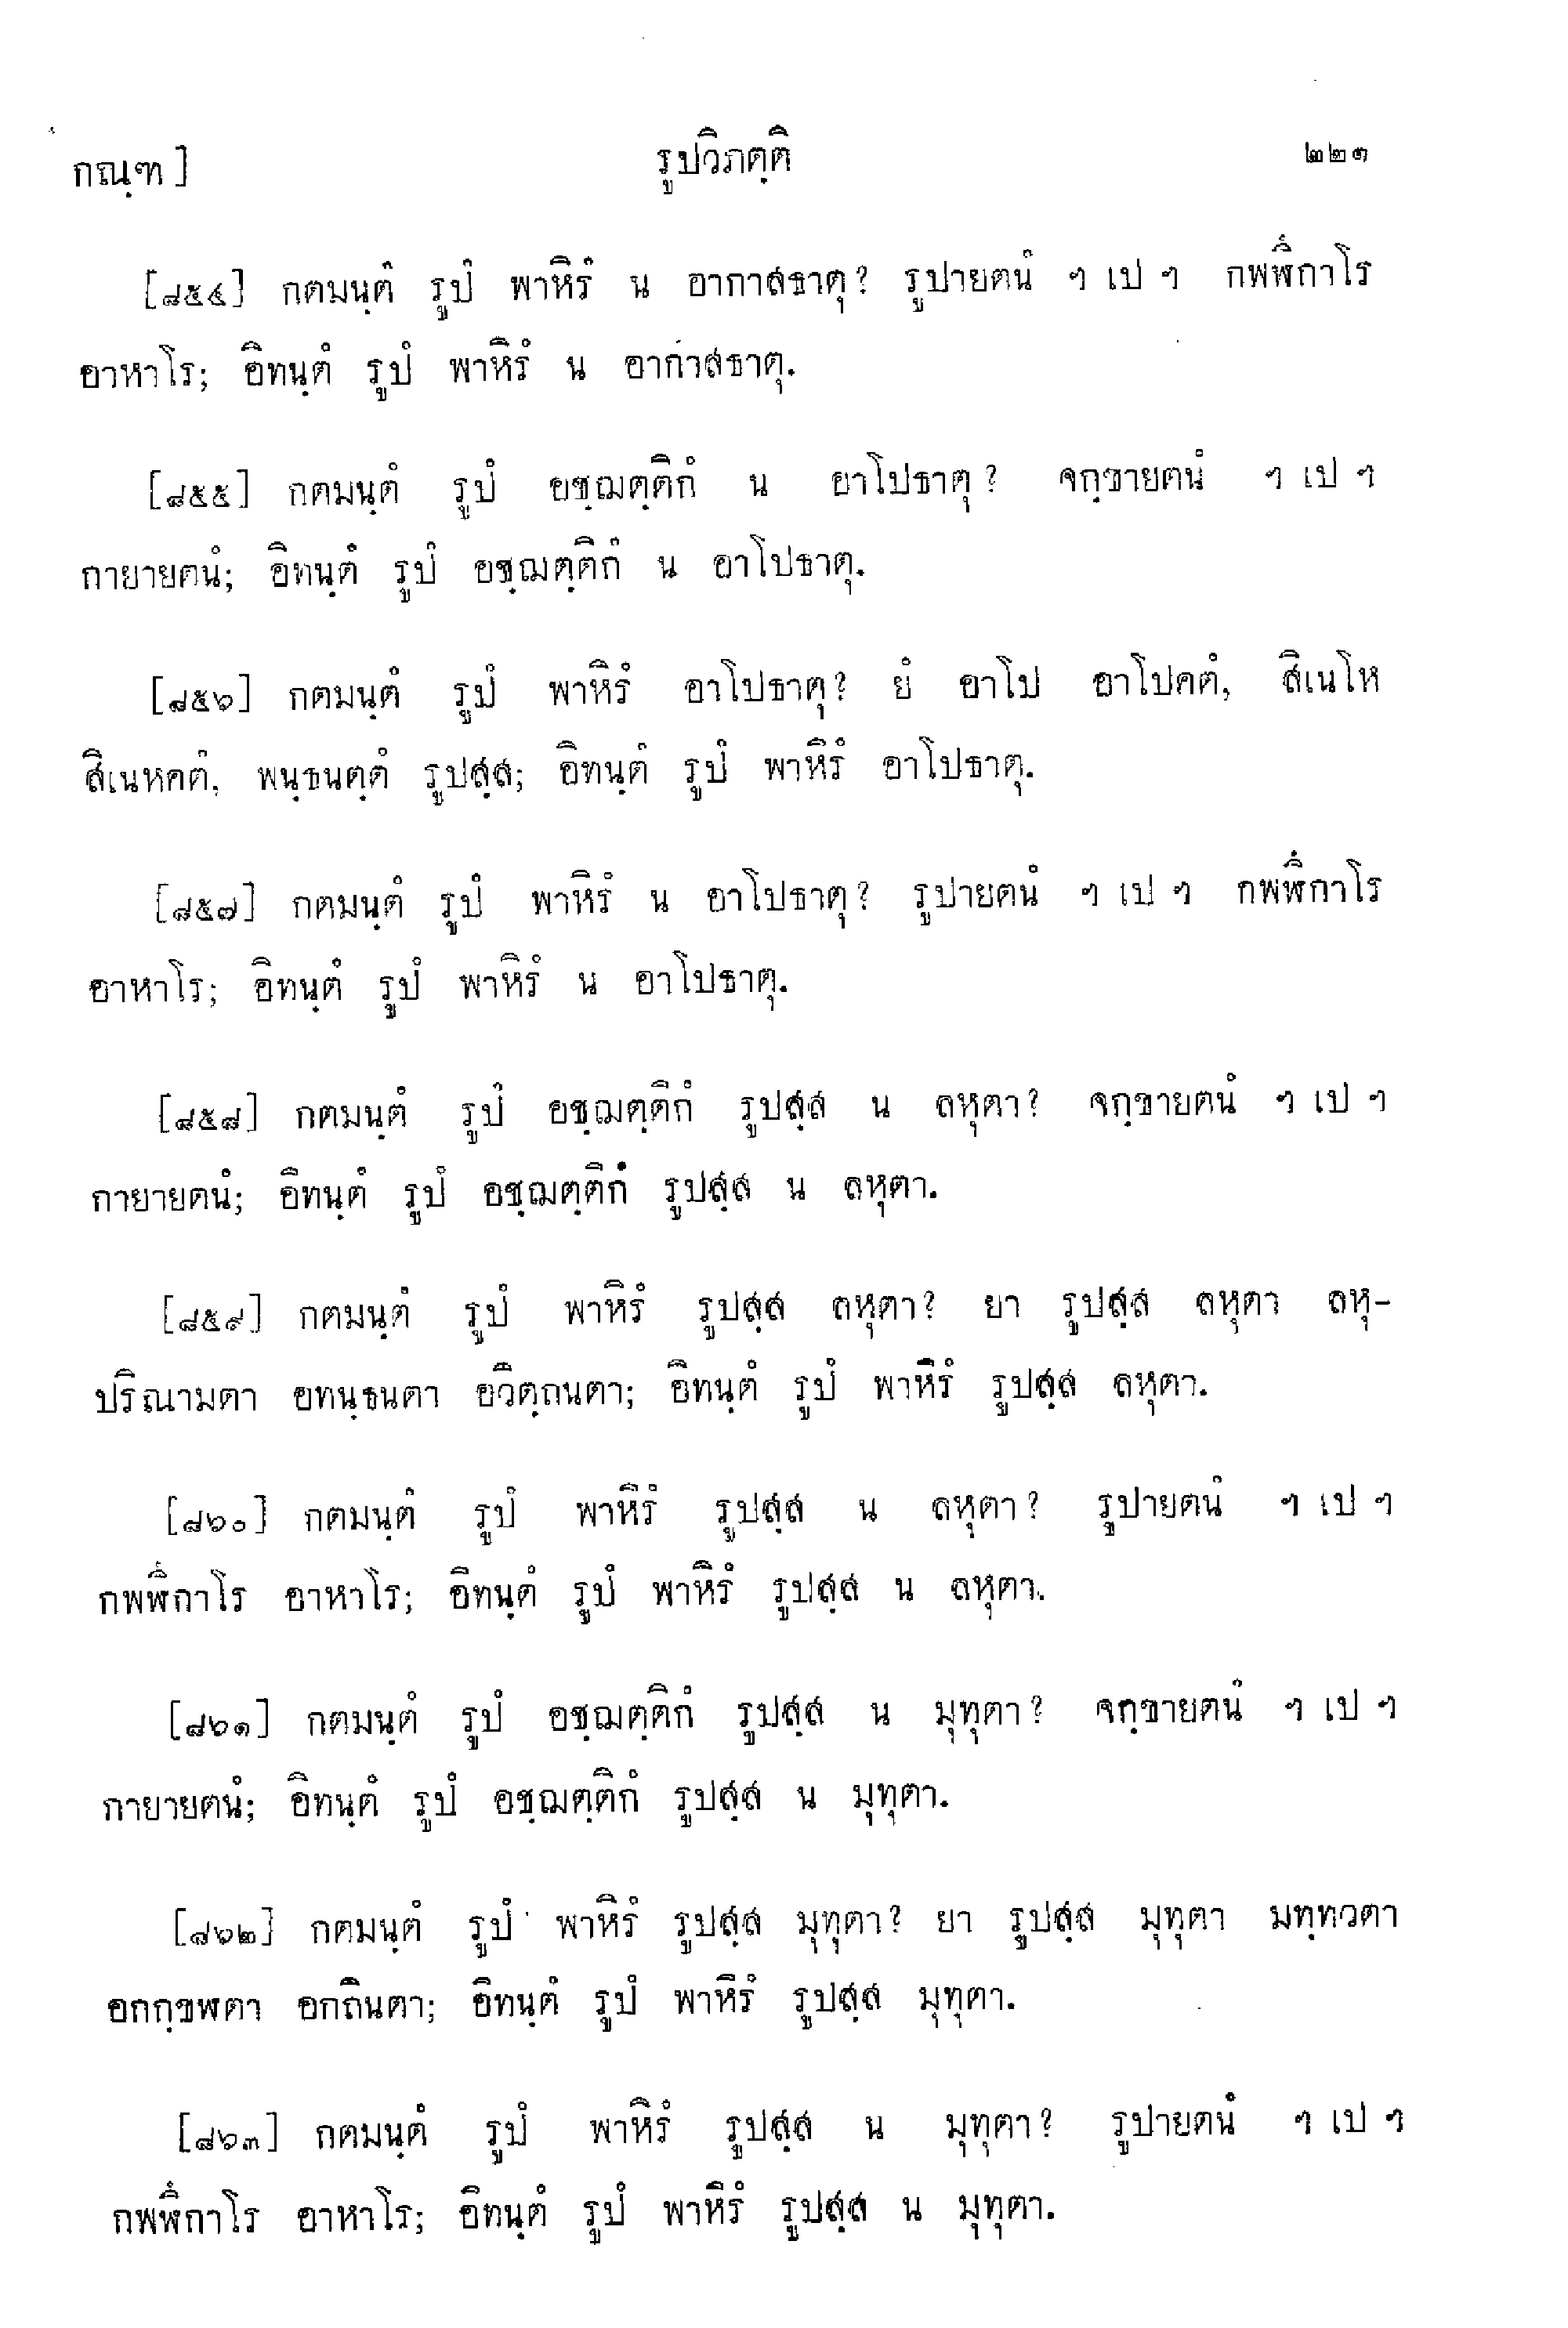 กณฺฑ] รูปวิภตฺติ ๒๒๑
[๘๕๔] กตมนฺตํ รูปํ พาหิรํ น อากาสธาตุ? รูปายตนํ ฯ เป ฯ กพฬึกาโร
อาหาโร; อิทนฺตํ รูปํ พาหิรํ น อากาสธาตุ.
[๘๕๕] กตมนฺตํ รูปํ อชฺฌตฺติกํ น อาโปธาตุ? จกฺขายตนํ ฯ เป ฯ
กายายตนํ; อิทนฺตํ รูปํ อชฺฌตฺติกํ น อาโปธาตุ.
[๘๕๖] กตมนฺตํ รูปํ พาหิรํ อาโปธาตุ? ยํ อาโป อาโปคตํ, สิเนโห
สิเนหคตํ, พนฺธนตฺตํ รูปสฺส; อิทนฺตํ รูปํ พาหิรํ อาโปธาตุ.
[๘๕๗] กตมนฺตํ รูปํ พาหิรํ น อาโปธาตุ? รูปายตนํ ฯ เป ฯ กพฬึกาโร
อาหาโร; อิทนฺตํ รูปํ พาหิรํ น อาโปธาตุ.
[๘๕๘] กตมนฺตํ รูปํ อชฺฌตฺติกํ รูปสฺส น ลหุตา? จกฺขายตนํ ฯ เป ฯ
กายายตนํ; อิทนฺตํ รูปํ อชฺฌตฺติกํ รูปสฺส น ลหุตา.
[๘๕๙] กตมนฺตํ รูปํ พาหิรํ รูปสฺส ลหุตา? ยา รูปสฺส ลหุตา ลหุ-
ปริณามตา อทนฺธนตา อวิตฺถนตา; อิทนฺตํ รูปํ พาหิรํ รูปสฺส ลหุตา.
[๘๖๐] กตมนฺตํ รูปํ พาหิรํ รูปสฺส น ลหุตา? รูปายตนํ ฯ เป ฯ
กพฬึกาโร อาหาโร; อิทนฺตํ รูปํ พาหิรํ รูปสฺส น ลหุตา.
[๘๖๑] กตมนฺตํ รูปํ อชฺฌตฺติกํ รูปสฺส น มุทุตา? จกฺขายตนํ ฯ เป ฯ
กายายตนํ; อิทนฺตํ รูปํ อชฺฌตฺติกํ รูปสฺส น มุทุตา.
[๘๖๒] กตมนฺตํ รูปํ พาหิรํ รูปสฺส มุทุตา? ยา รูปสฺส มุทุตา มทฺทวตา
อกกฺขฬตา อกถินตา; อิทนฺตํ รูปํ พาหิรํ รูปสฺส มุทุตา.
[๘๖๓] กตมนฺตํ รูปํ พาหิรํ รูปสฺส น มุทุตา? รูปายตนํ ฯ เป ฯ
กพฬึกาโร อาหาโร; อิทนฺตํ รูปํ พาหิรํ รูปสฺส น มุทุตา.